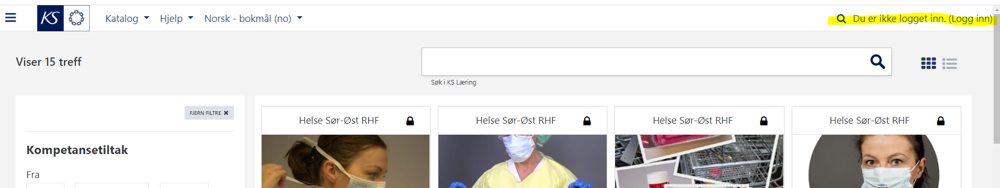 KS Katalog Hjelp Norsk - bokmål (no) Du er ikke logget inn. (Logg inn)
Viser 15 treff
Søk i KS Læring
FJERN FILTRE ✖
Helse Sør-Øst RHF Helse Sør-Øst RHF Helse Sør-Øst RHF Helse Sør-Øst RHF
Kompetansetiltak
Fra